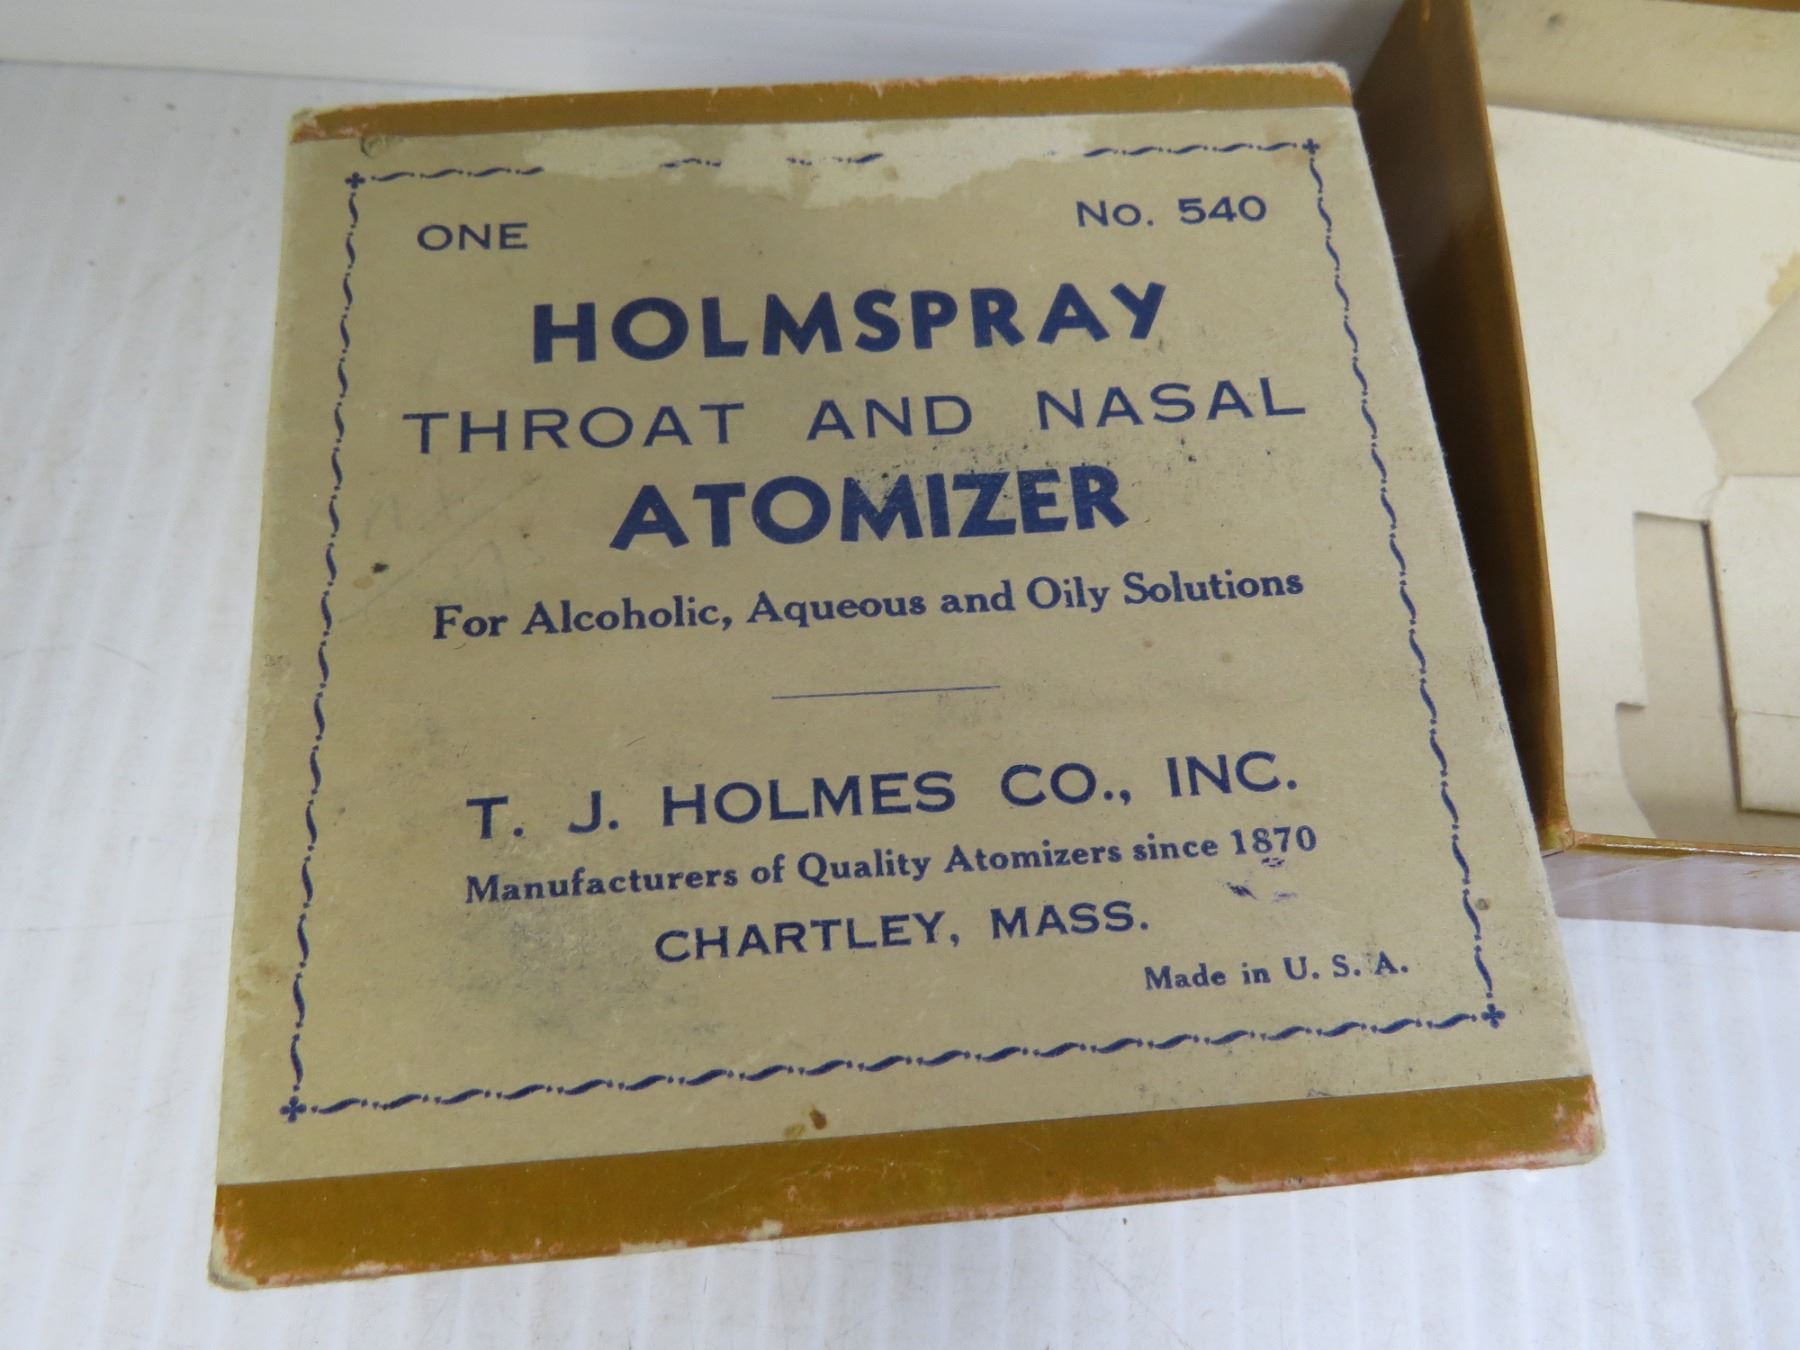 ONE No. 540
HOLMSPRAY
THROAT AND NASAL
ATOMIZER
For Alcoholic, Aqueous and Oily Solutions
T. J. HOLMES CO., INC.
Manufacturers of Quality Atomizers since 1870
CHARTLEY, MASS.
Made in U. S. A.